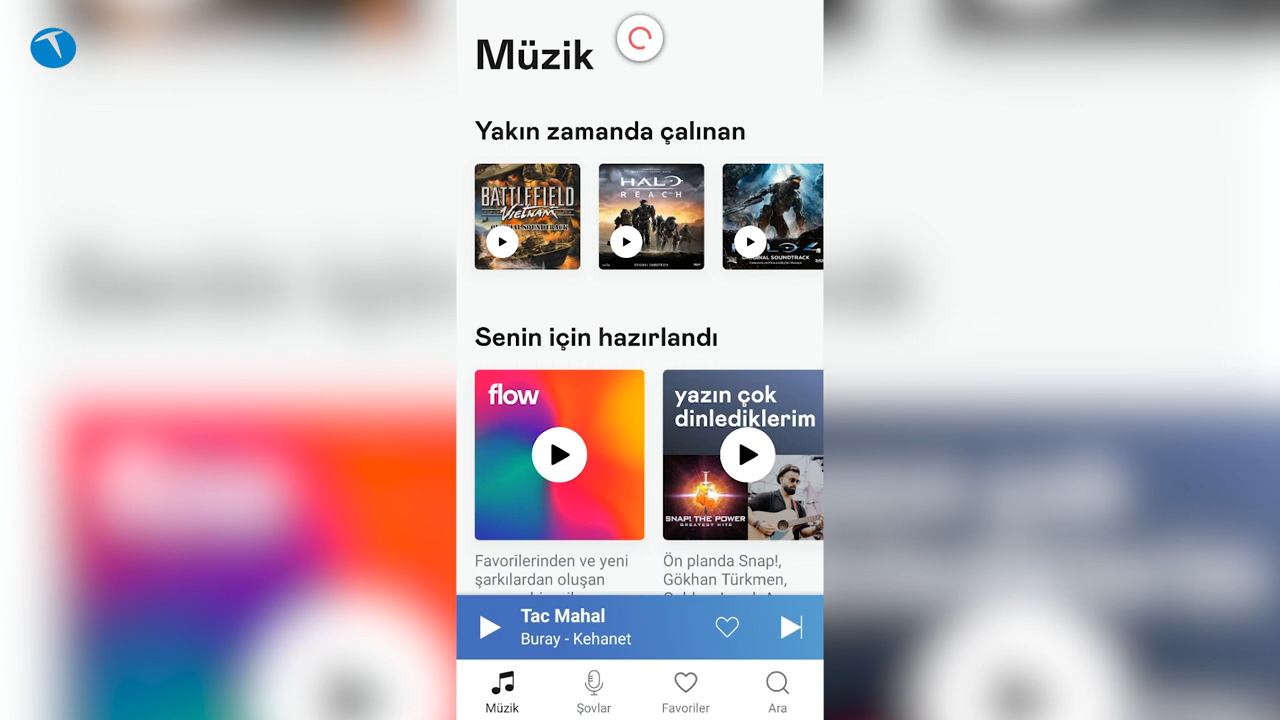 Müzik
Yakın zamanda çalınan
BATTLEFIELD
VIETNAM
HALO
REACH
ORIGINAL SOUNDTRACK
Senin için hazırlandı
flow
yazın çok
dinlediklerim
SNAP! THE POWER
GREATEST HITS
Favorilerinden ve yeni
şarkılardan oluşan
Ön planda Snap!,
Gökhan Türkmen,
Tac Mahal
Buray - Kehanet
Müzik
Şovlar
Favoriler
Ara